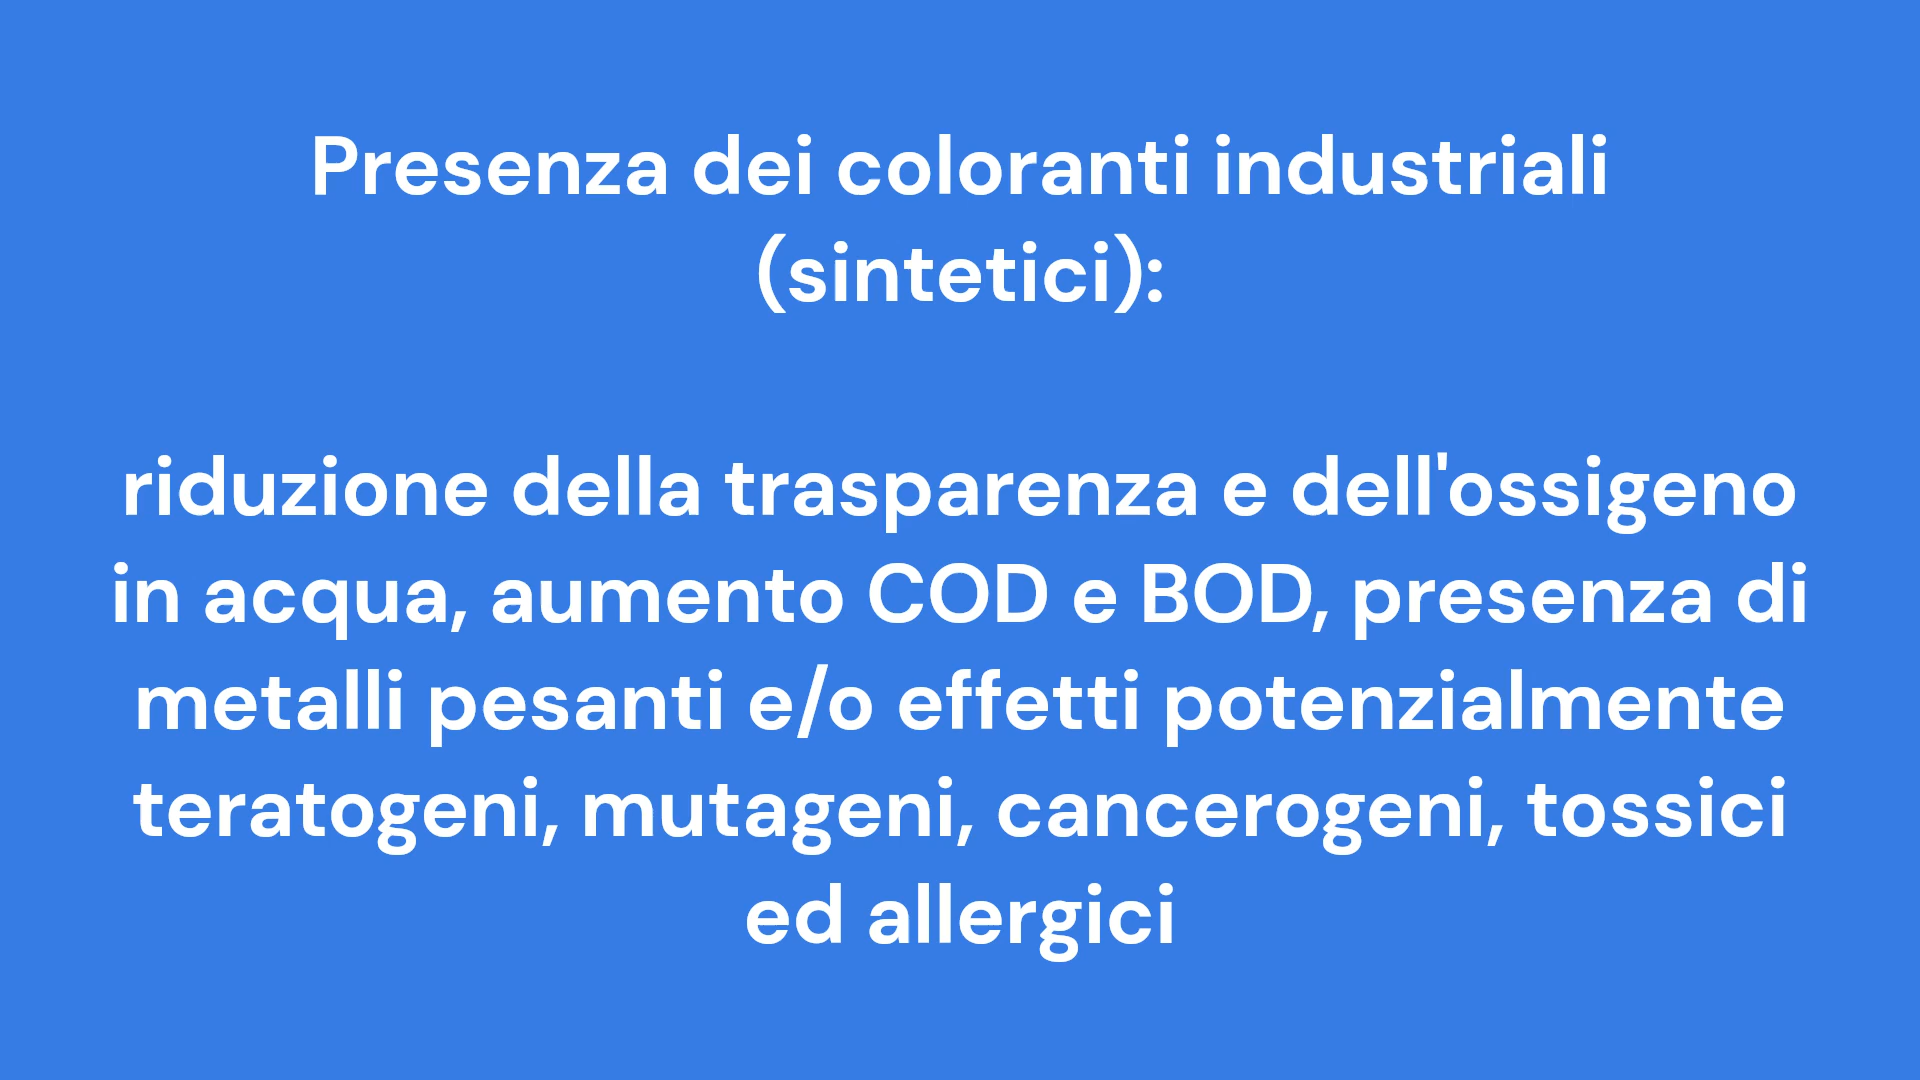 Presenza dei coloranti industriali
(sintetici):
riduzione della trasparenza e dell'ossigeno
in acqua, aumento COD e BOD, presenza di
metalli pesanti e/o effetti potenzialmente
teratogeni, mutageni, cancerogeni, tossici
ed allergici